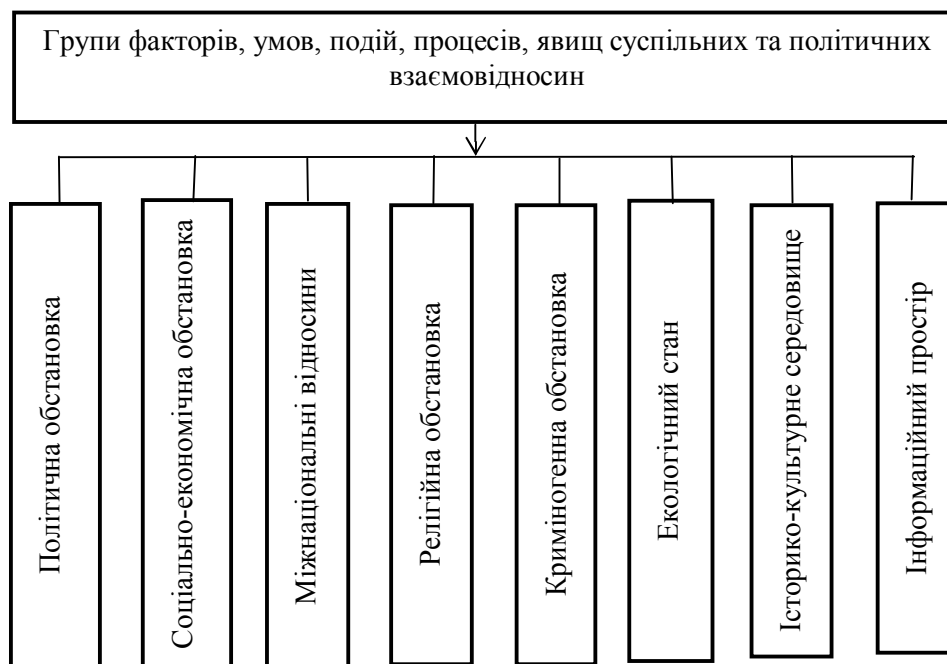 Групи факторів, умов, подій, процесів, явищ суспільних та політичних
взаємовідносин
Політична обстановка
Соціально-економічна обстановка
Міжнаціональні відносини
Релігійна обстановка
Криміногенна обстановка
Екологічний стан
Історико-культурне середовище
Інформаційний простір